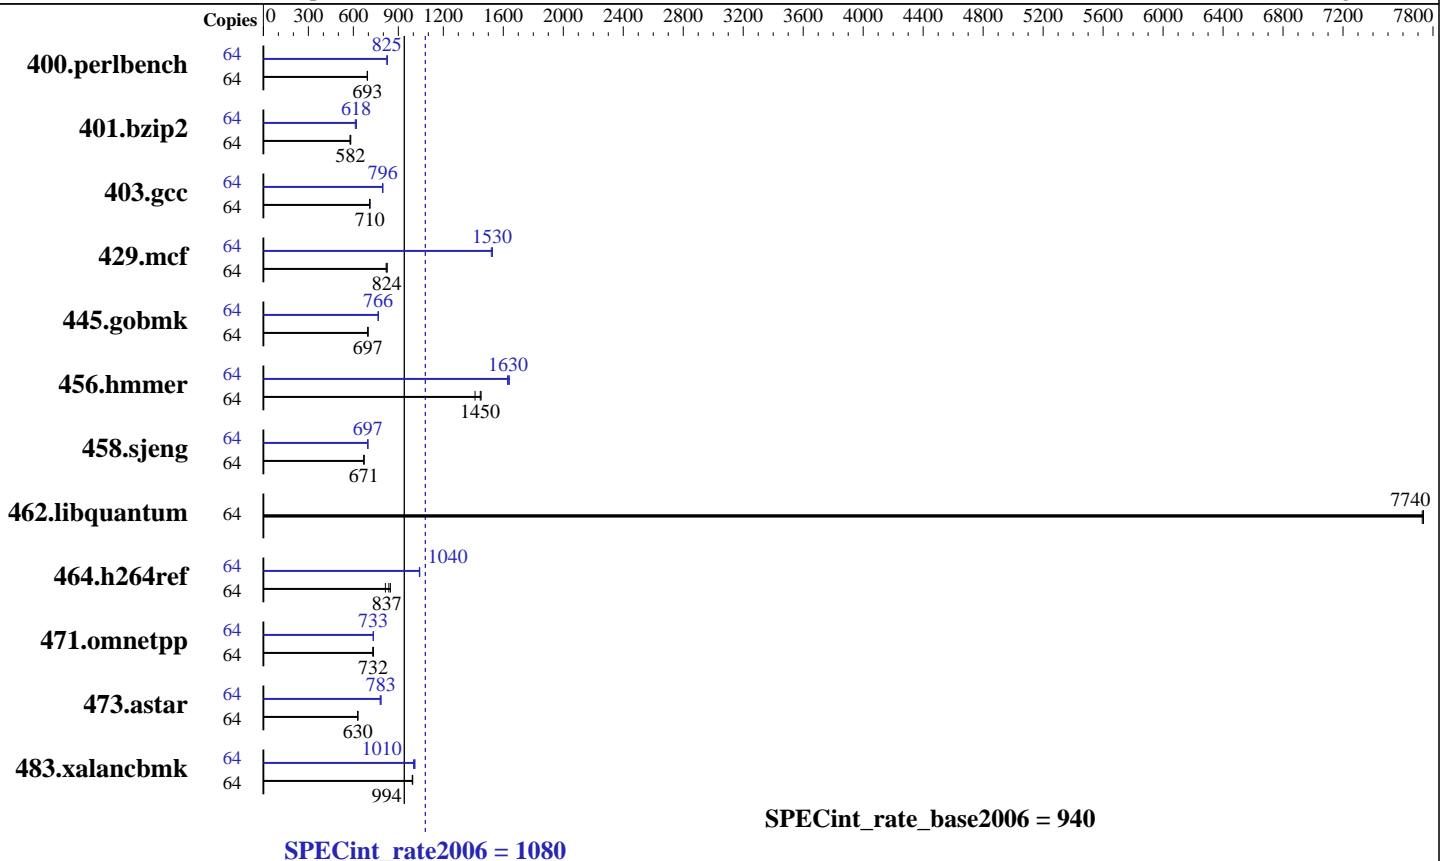 Copies 0 300 600 900 1200 1600 2000 2400 2800 3200 3600 4000 4400 4800 5200 5600 6000 6400 6800 7200 7800
400.perlbench 64 825
64 693
401.bzip2 64 618
64 582
403.gcc 64 796
64 710
429.mcf 64 1530
64 824
445.gobmk 64 766
64 697
456.hmmer 64 1630
64 1450
458.sjeng 64 697
64 671
462.libquantum 64 7740
464.h264ref 64 1040
64 837
471.omnetpp 64 733
64 732
473.astar 64 783
64 630
483.xalancbmk 64 1010
64 994
SPECint_rate_base2006 = 940
SPECint_rate2006 = 1080